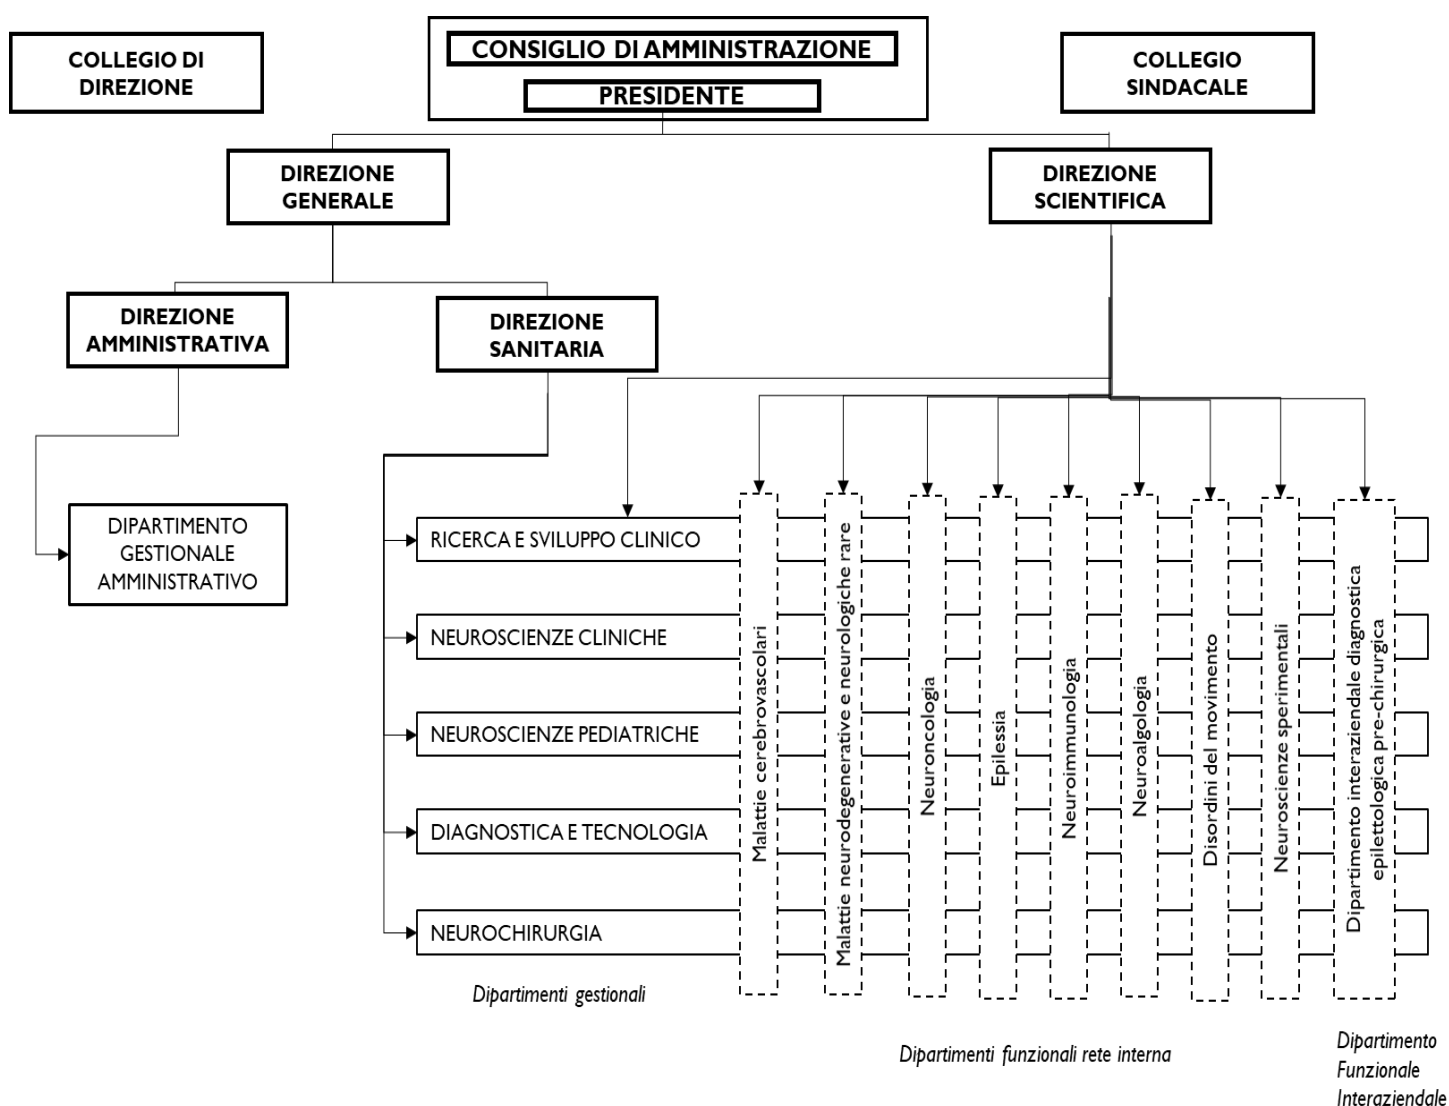 COLLEGIO DI
DIREZIONE
CONSIGLIO DI AMMINISTRAZIONE
PRESIDENTE
COLLEGIO
SINDACALE
DIREZIONE
GENERALE
DIREZIONE
SCIENTIFICA
DIREZIONE
AMMINISTRATIVA
DIREZIONE
SANITARIA
DIPARTIMENTO
GESTIONALE
AMMINISTRATIVO
RICERCA E SVILUPPO CLINICO
NEUROSCIENZE CLINICHE
NEUROSCIENZE PEDIATRICHE
DIAGNOSTICA E TECNOLOGIA
NEUROCHIRURGIA
Malattie cerebrovascolari
Malattie neurodegenerative e neurologiche rare
Neuroncologia
Epilessia
Neuroimmunologia
Neuroalgologia
Disordini del movimento
Neuroscienze sperimentali
Dipartimento interaziendale diagnostica
epilettologica pre-chirurgica
Dipartimenti gestionali
Dipartimenti funzionali rete interna
Dipartimento
Funzionale
Interaziendale